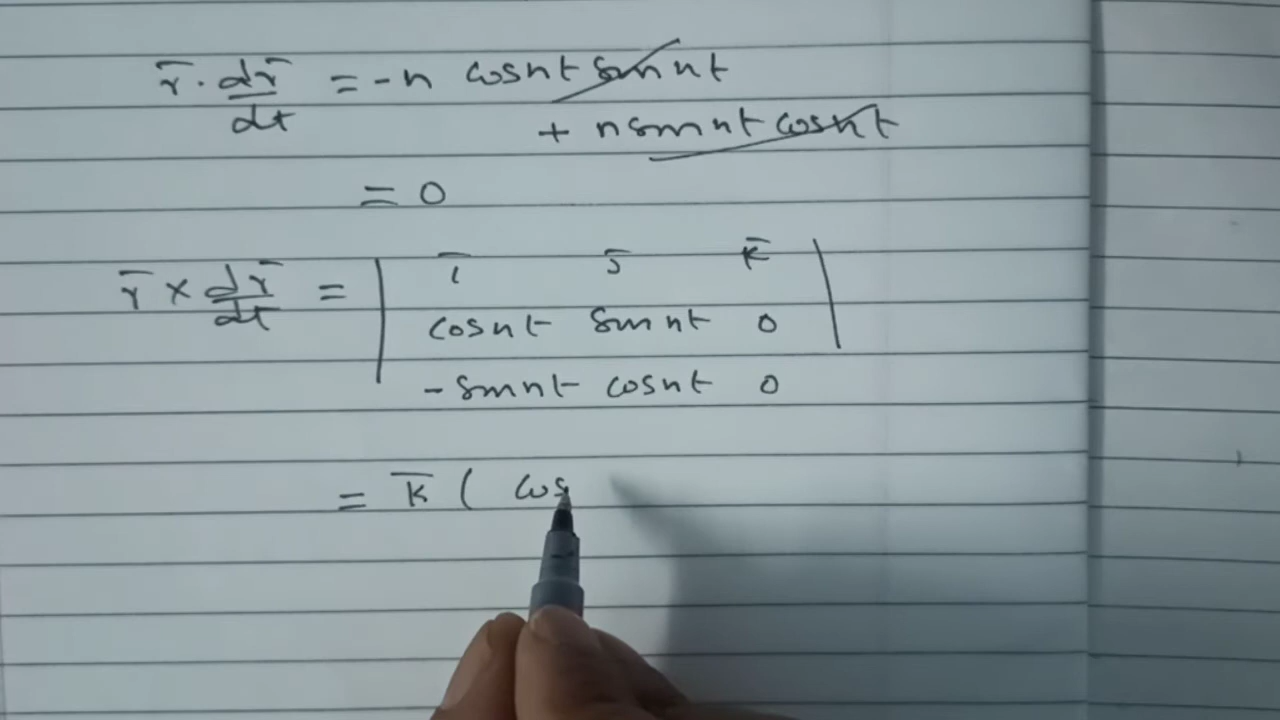 r̄ · dr̄/dt = -n cosnt sinnt
+ nsinnt cosnt
= 0
r̄ × dr̄/dt = | ī j̄ k̄ |
cosnt sinnt 0
-sinnt cosnt 0
= k̄ ( cos